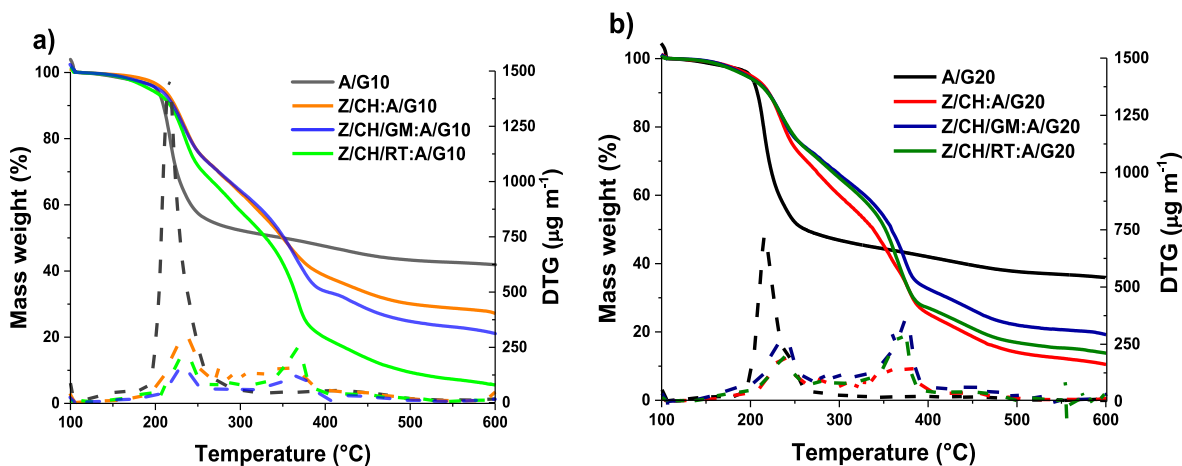 a)
A/G10
Z/CH:A/G10
Z/CH/GM:A/G10
Z/CH/RT:A/G10
Mass weight (%)
100
80
60
40
20
0
1500
1250
1000
750
500
250
0
DTG (µg m⁻¹)
100 200 300 400 500 600
Temperature (°C)
b)
A/G20
Z/CH:A/G20
Z/CH/GM:A/G20
Z/CH/RT:A/G20
Mass weight (%)
100
80
60
40
20
0
1500
1250
1000
750
500
250
0
DTG (µg m⁻¹)
100 200 300 400 500 600
Temperature (°C)